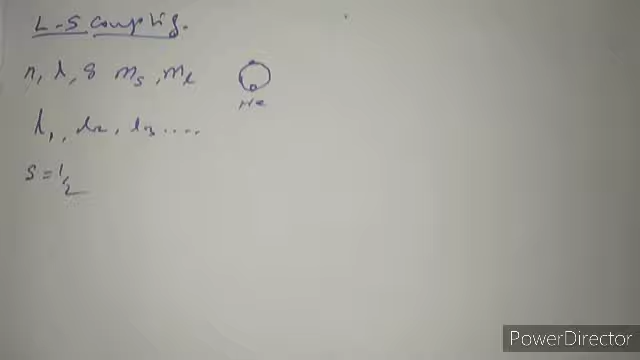 L-S Coupling.
n, l, s ms, ml
He
l1, l2, l3 ....
s = 1/2
PowerDirector